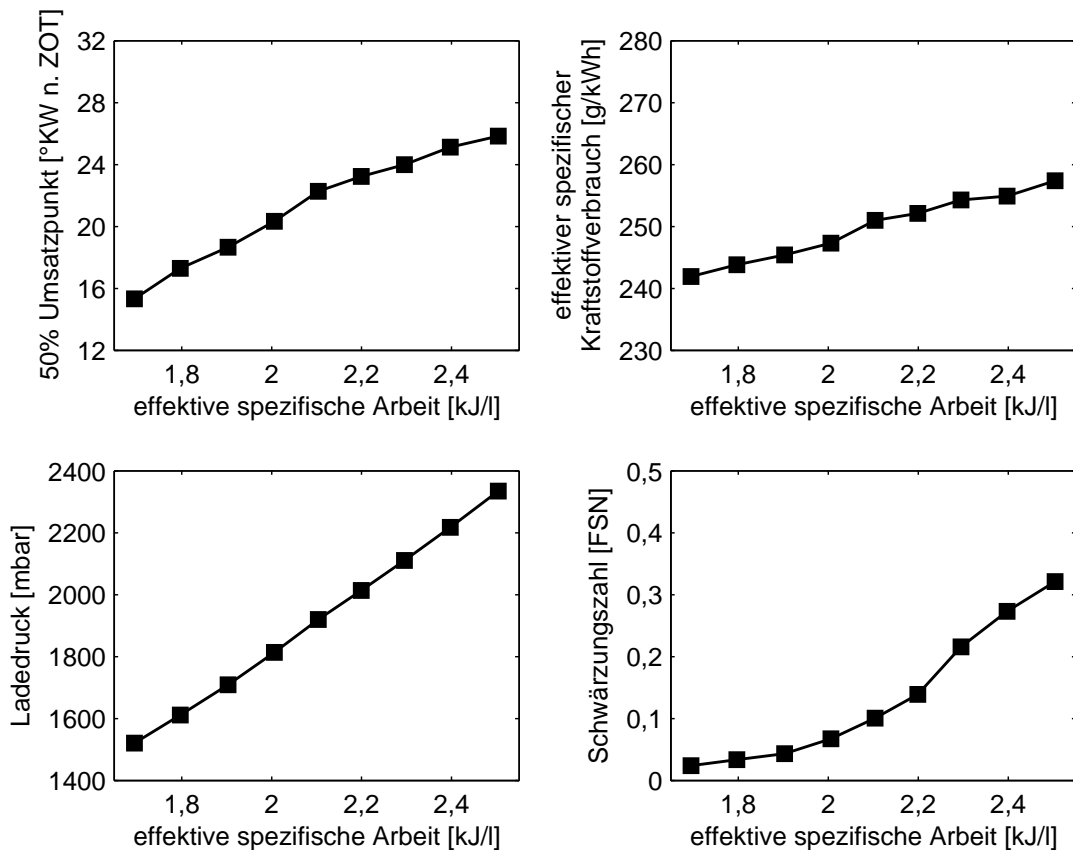 50% Umsatzpunkt [°KW n. ZOT]
32
28
24
20
16
12
1,8 2 2,2 2,4
effektive spezifische Arbeit [kJ/l]
effektiver spezifischer
Kraftstoffverbrauch [g/kWh]
280
270
260
250
240
230
1,8 2 2,2 2,4
effektive spezifische Arbeit [kJ/l]
Ladedruck [mbar]
2400
2200
2000
1800
1600
1400
1,8 2 2,2 2,4
effektive spezifische Arbeit [kJ/l]
Schwärzungszahl [FSN]
0,5
0,4
0,3
0,2
0,1
0
1,8 2 2,2 2,4
effektive spezifische Arbeit [kJ/l]